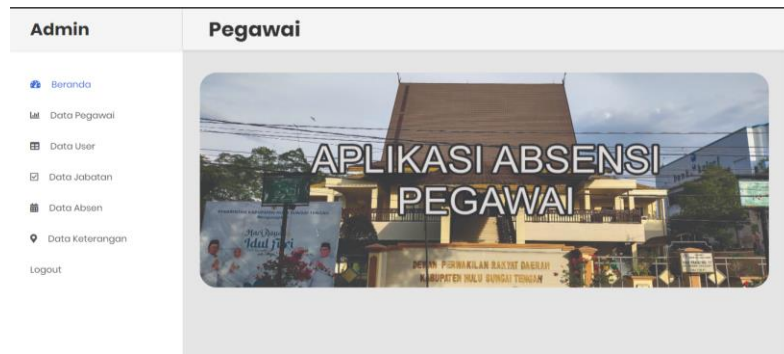 Admin
Pegawai
Beranda
Data Pegawai
Data User
Data Jabatan
Data Absen
Data Keterangan
Logout
APLIKASI ABSENSI
PEGAWAI
Idul Fitri
DEWAN PERWAKILAN RAKYAT DAERAH
KABUPATEN HULU SUNGAI TENGAH